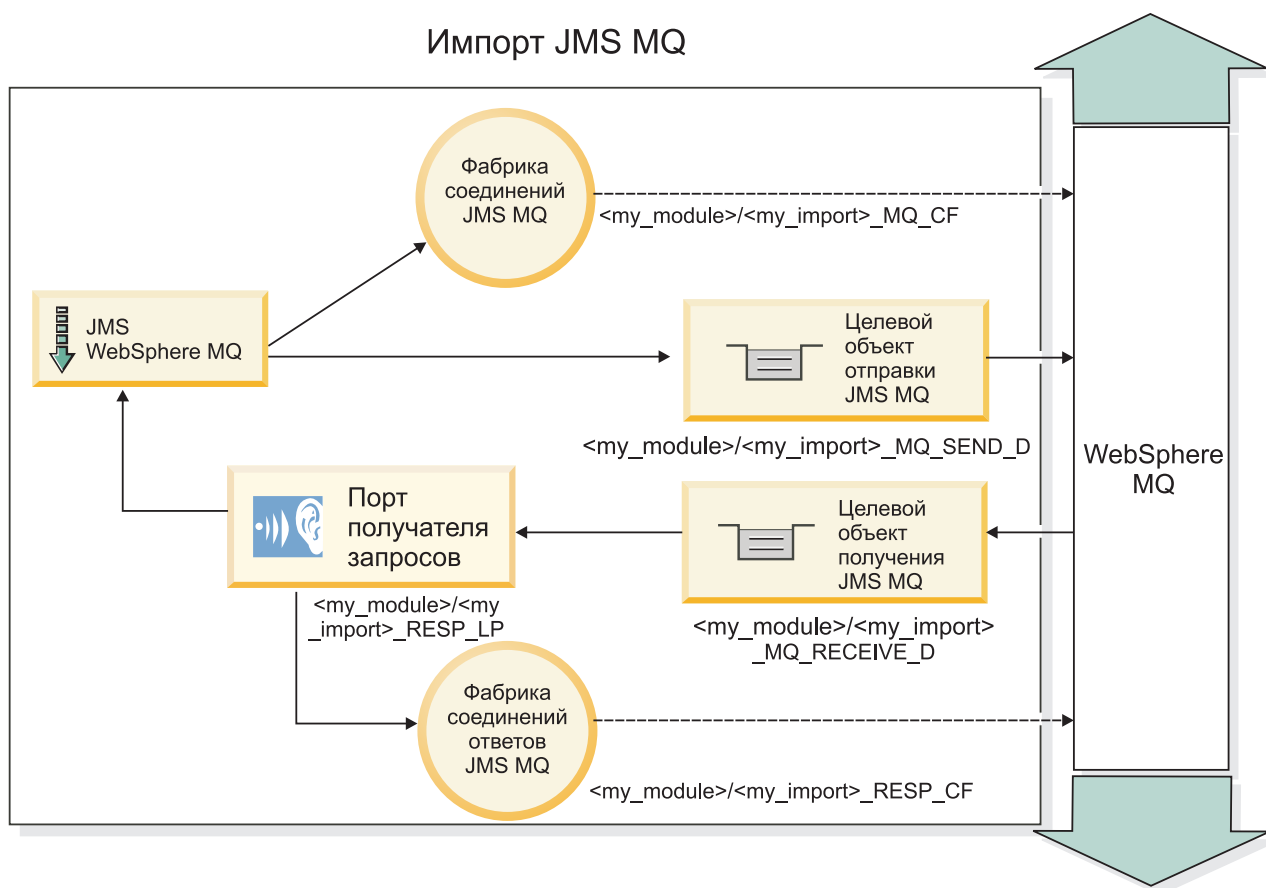 Импорт JMS MQ
Фабрика
соединений
JMS MQ
<my_module>/<my_import>_MQ_CF
JMS
WebSphere MQ
Целевой
объект
отправки
JMS MQ
<my_module>/<my_import>_MQ_SEND_D
WebSphere
MQ
Порт
получателя
запросов
<my_module>/<my
_import>_RESP_LP
Целевой
объект
получения
JMS MQ
<my_module>/<my_import>
_MQ_RECEIVE_D
Фабрика
соединений
ответов
JMS MQ
<my_module>/<my_import>_RESP_CF